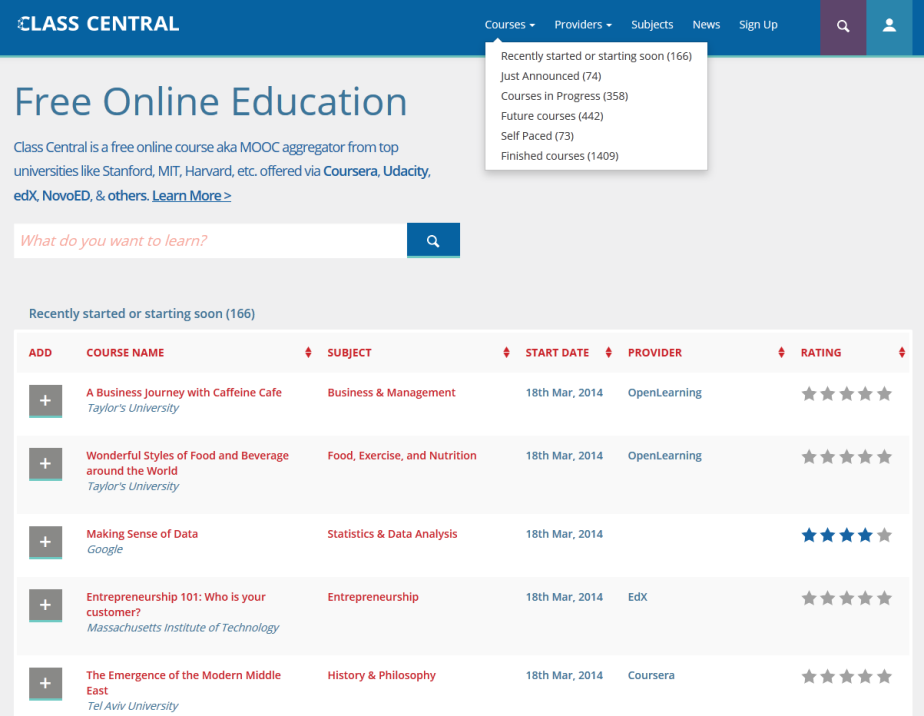 CLASS CENTRAL
Courses Providers Subjects News Sign Up
Recently started or starting soon (166)
Just Announced (74)
Courses in Progress (358)
Future courses (442)
Self Paced (73)
Finished courses (1409)
Free Online Education
Class Central is a free online course aka MOOC aggregator from top
universities like Stanford, MIT, Harvard, etc. offered via Coursera, Udacity,
edX, NovoED, & others. Learn More >
What do you want to learn?
Recently started or starting soon (166)
ADD COURSE NAME SUBJECT START DATE PROVIDER RATING
+ A Business Journey with Caffeine Cafe Business & Management 18th Mar, 2014 OpenLearning
Taylor's University
+ Wonderful Styles of Food and Beverage Food, Exercise, and Nutrition 18th Mar, 2014 OpenLearning
around the World
Taylor's University
+ Making Sense of Data Statistics & Data Analysis 18th Mar, 2014
Google
+ Entrepreneurship 101: Who is your Entrepreneurship 18th Mar, 2014 EdX
customer?
Massachusetts Institute of Technology
+ The Emergence of the Modern Middle History & Philosophy 18th Mar, 2014 Coursera
East
Tel Aviv University